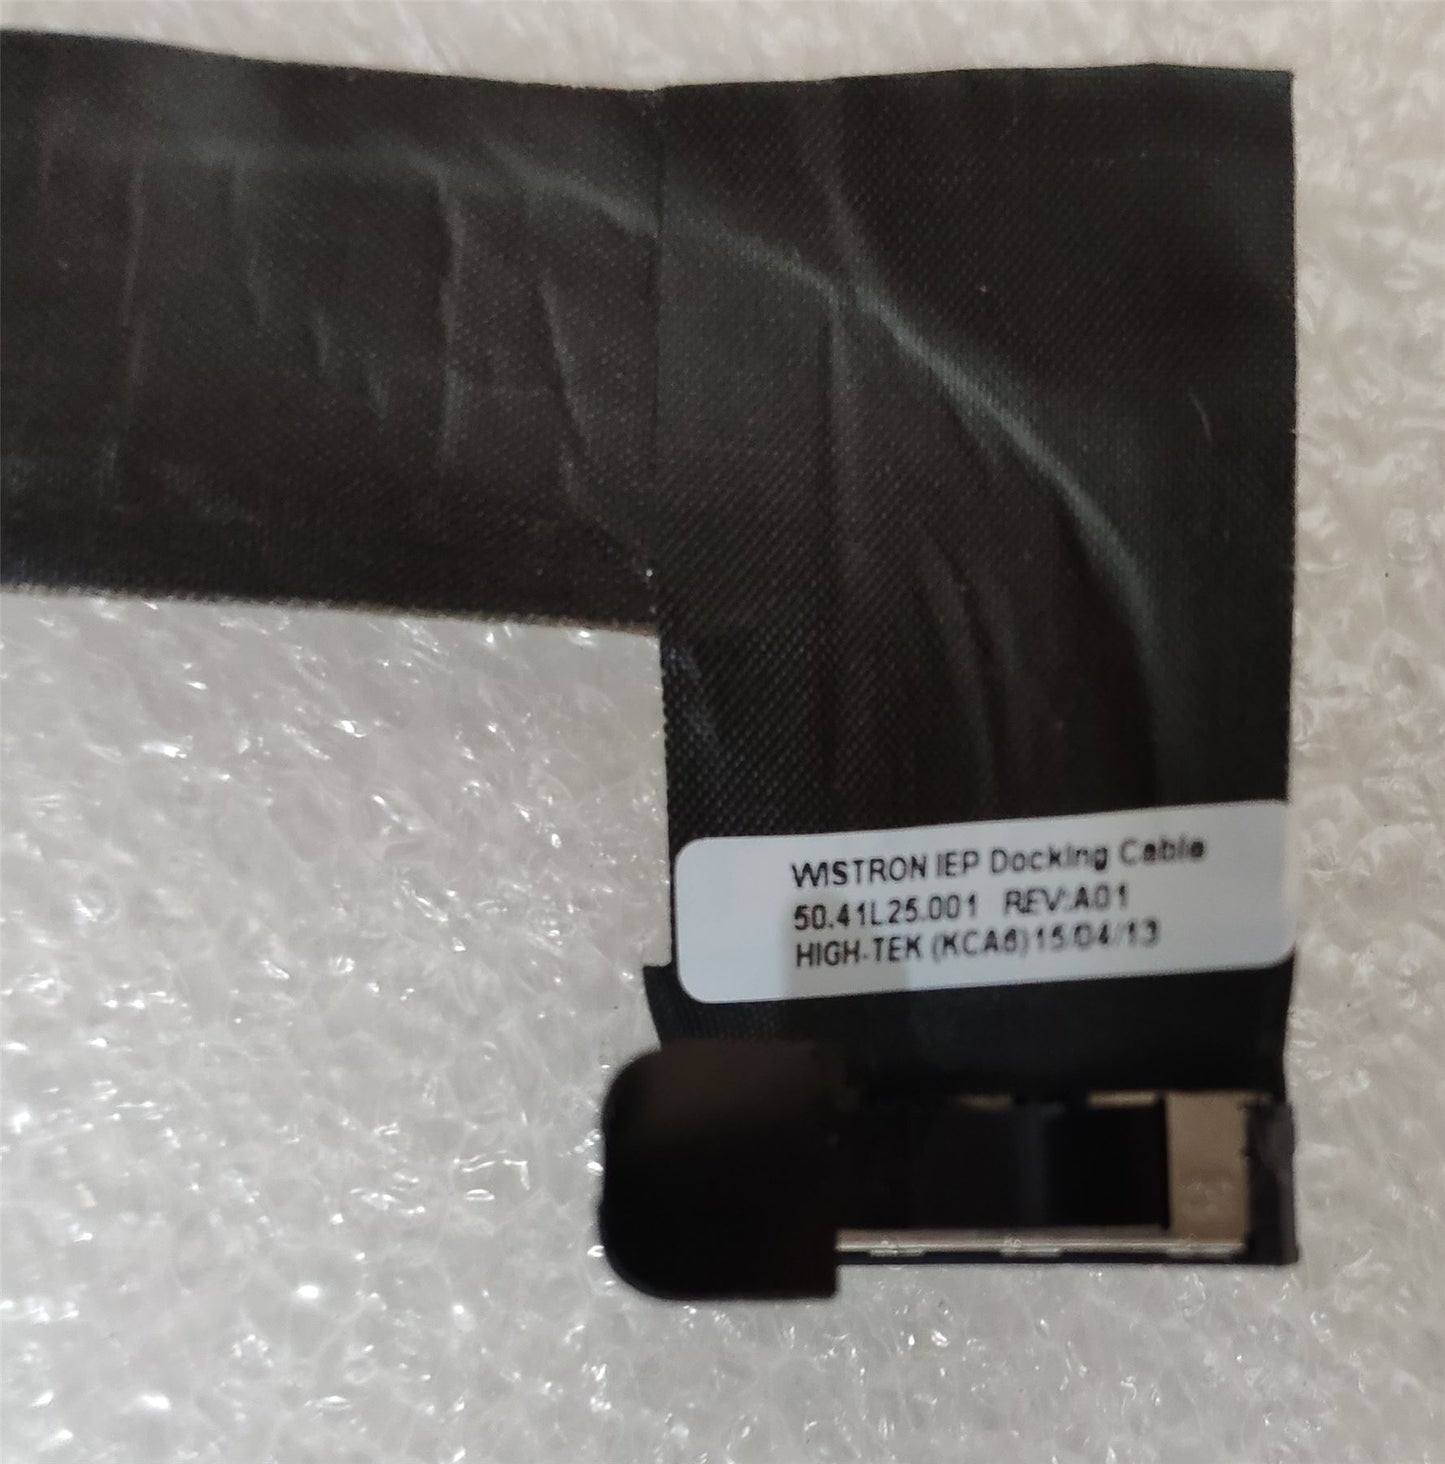 WISTRON IEP Docking Cable
50.41L25.001 REV:A01
HIGH-TEK (KCA6) 15/04/13